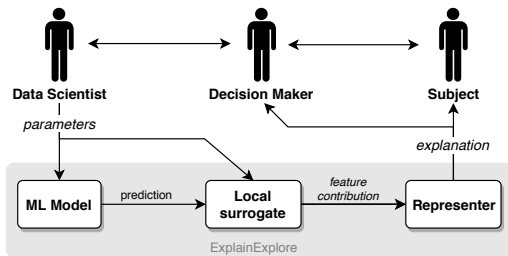 Data Scientist
Decision Maker
Subject
parameters
explanation
ML Model
prediction
Local
surrogate
feature
contribution
Representer
ExplainExplore